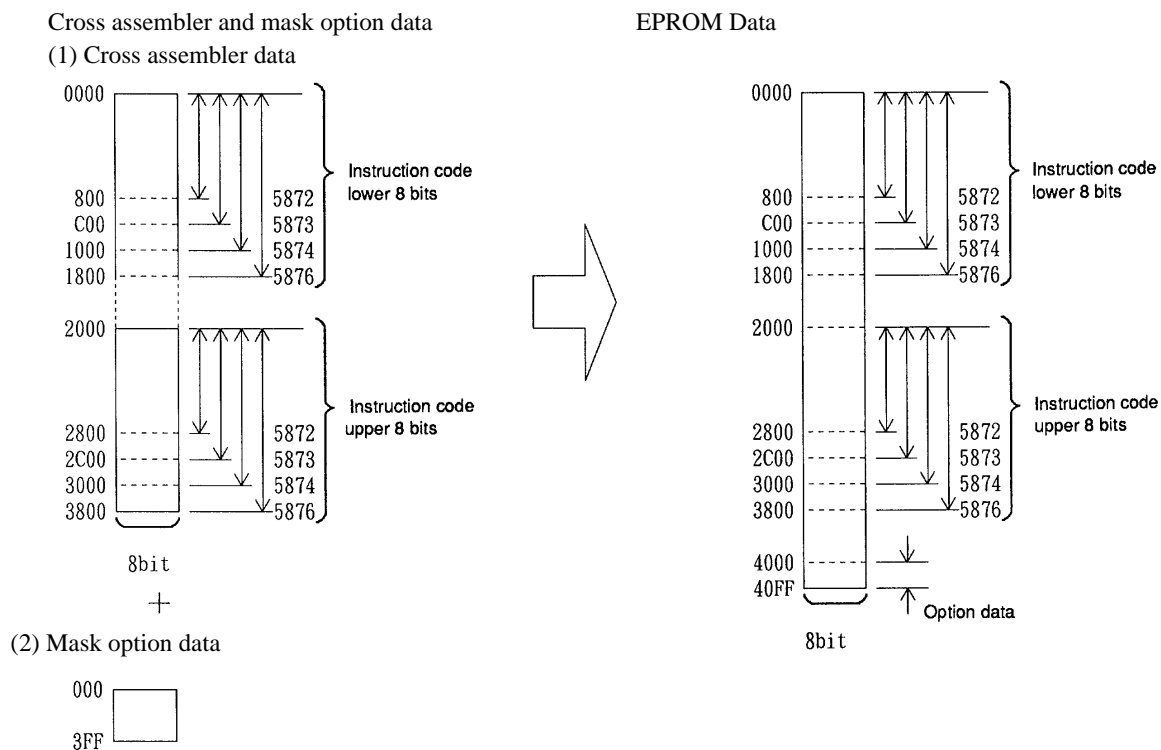 Cross assembler and mask option data
(1) Cross assembler data
0000
Instruction code
lower 8 bits
800
5872
C00
5873
1000
5874
1800
5876
2000
Instruction code
upper 8 bits
2800
5872
2C00
5873
3000
5874
3800
5876
8bit
+
(2) Mask option data
000
3FF
EPROM Data
0000
Instruction code
lower 8 bits
800
5872
C00
5873
1000
5874
1800
5876
2000
Instruction code
upper 8 bits
2800
5872
2C00
5873
3000
5874
3800
5876
4000
40FF
Option data
8bit